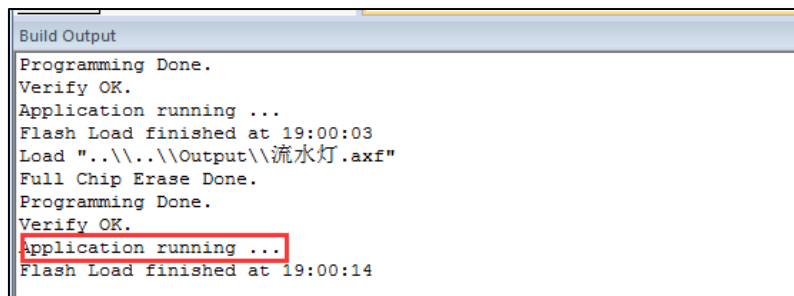 Build Output
Programming Done.
Verify OK.
Application running ...
Flash Load finished at 19:00:03
Load "..\\..\\Output\\流水灯.axf"
Full Chip Erase Done.
Programming Done.
Verify OK.
Application running ...
Flash Load finished at 19:00:14